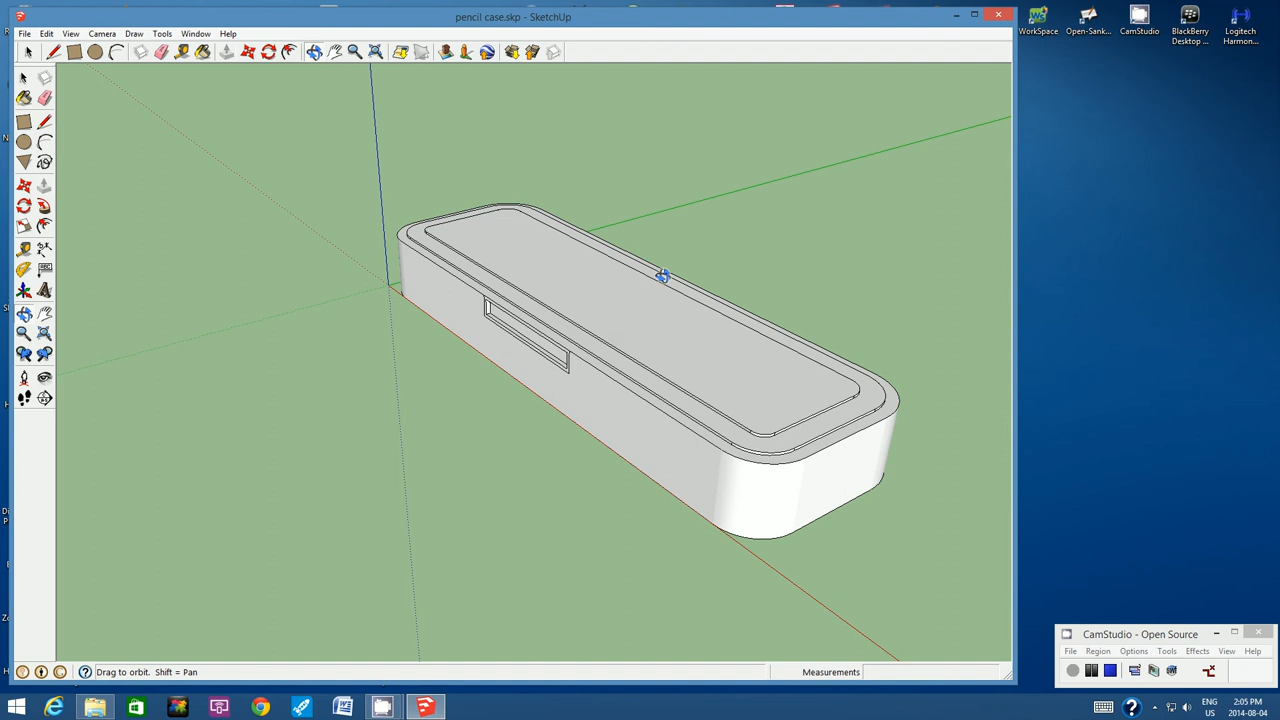 pencil case.skp - SketchUp
File Edit View Camera Draw Tools Window Help
WorkSpace
Open-Sank...
CamStudio
BlackBerry
Desktop ...
Logitech
Harmon...
ABC
Drag to orbit. Shift = Pan
Measurements
CamStudio - Open Source
File Region Options Tools Effects View Help
ENG
US
2:05 PM
2014-08-04